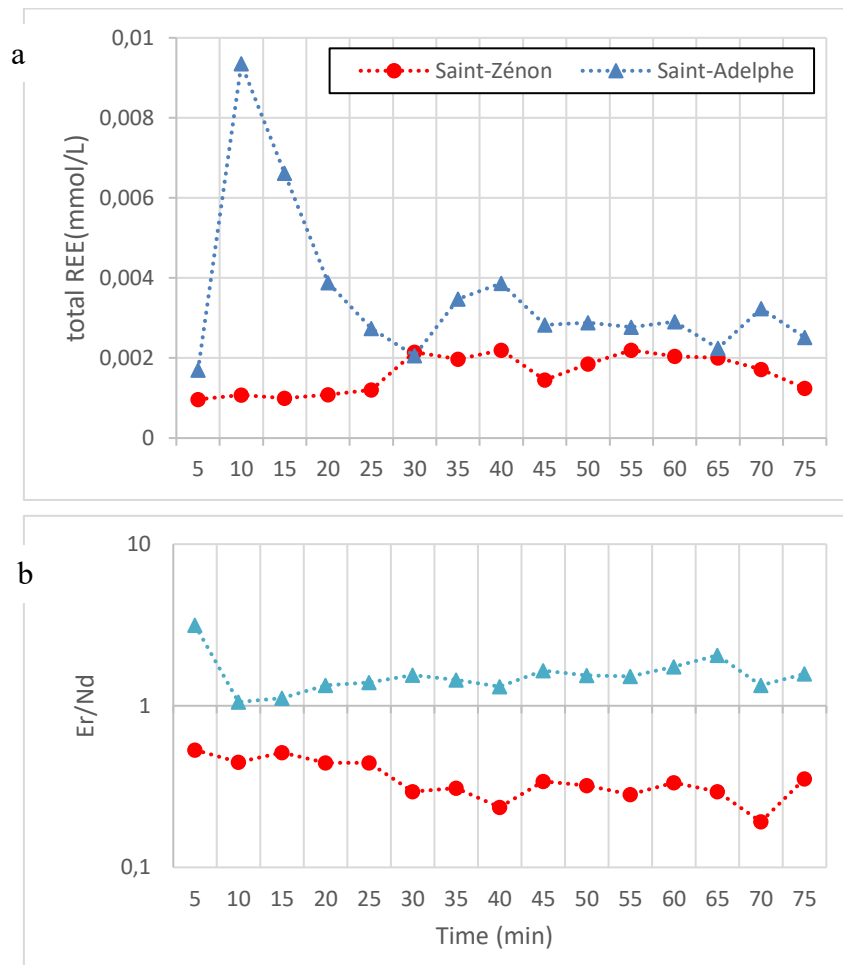 a
0,01
Saint-Zénon Saint-Adelphe
0,008
0,006
0,004
0,002
0
total REE(mmol/L)
5 10 15 20 25 30 35 40 45 50 55 60 65 70 75
b
10
1
0,1
Er/Nd
5 10 15 20 25 30 35 40 45 50 55 60 65 70 75
Time (min)